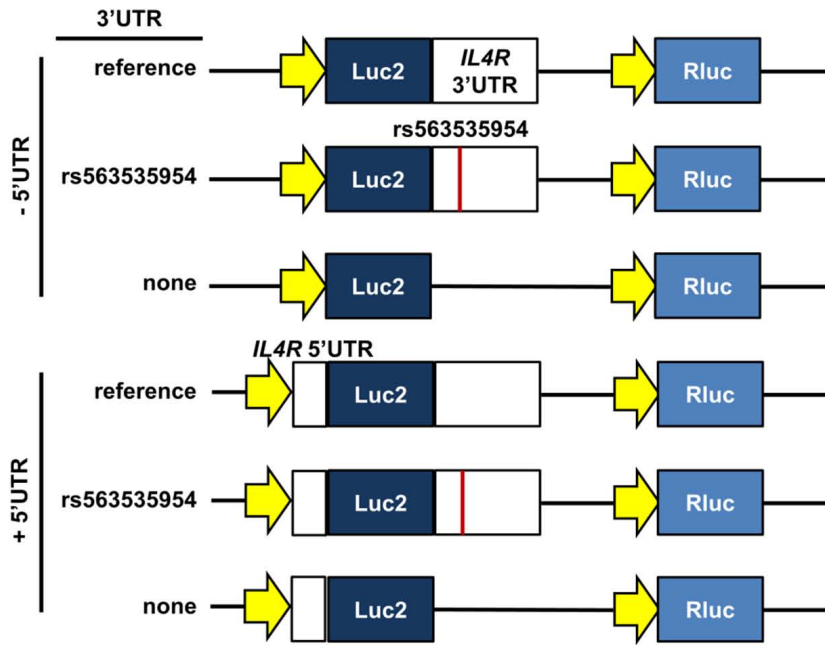 3'UTR
reference
Luc2
IL4R
3'UTR
Rluc
rs563535954
rs563535954
Luc2
Rluc
none
Luc2
Rluc
- 5'UTR
IL4R 5'UTR
reference
Luc2
Rluc
rs563535954
Luc2
Rluc
none
Luc2
Rluc
+ 5'UTR